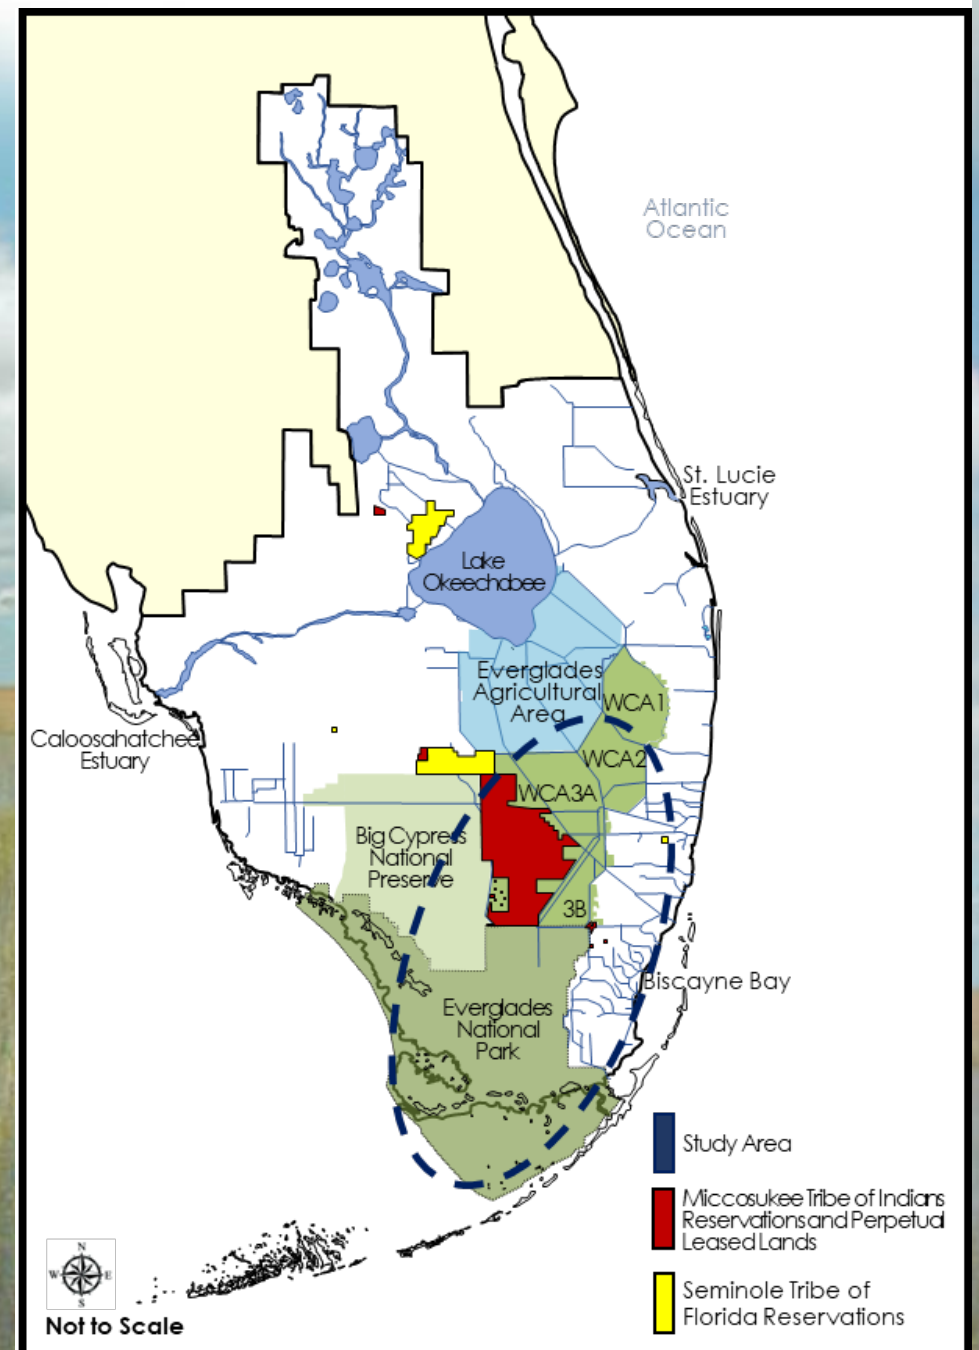 Atlantic
Ocean
St. Lucie
Estuary
Lake
Okeechobee
Everglades
Agricultural
Area
WCA1
Caloosahatchee
Estuary
WCA2
WCA3A
Big Cypress
National
Preserve
3B
Biscayne Bay
Everglades
National
Park
Study Area
Miccosukee Tribe of Indians
Reservations and Perpetual
Leased Lands
Seminole Tribe of
Florida Reservations
N
W E
S
Not to Scale